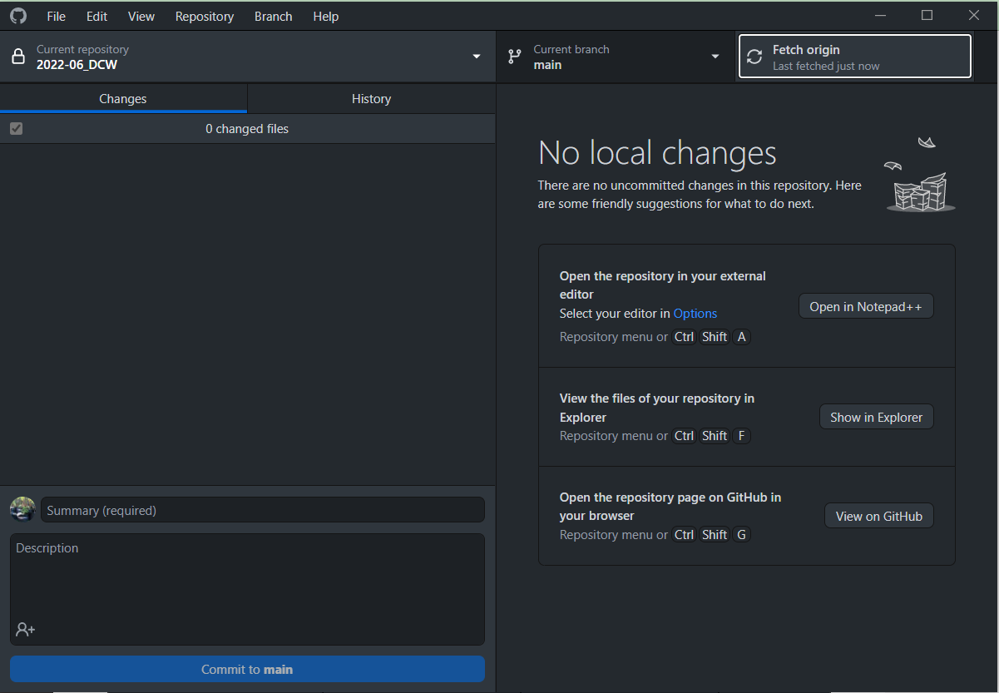 File Edit View Repository Branch Help
Current repository
2022-06_DCW
Current branch
main
Fetch origin
Last fetched just now
Changes
History
0 changed files
No local changes
There are no uncommitted changes in this repository. Here
are some friendly suggestions for what to do next.
Open the repository in your external
editor
Select your editor in Options
Repository menu or Ctrl Shift A
Open in Notepad++
View the files of your repository in
Explorer
Repository menu or Ctrl Shift F
Show in Explorer
Open the repository page on GitHub in
your browser
Repository menu or Ctrl Shift G
View on GitHub
Summary (required)
Description
Commit to main